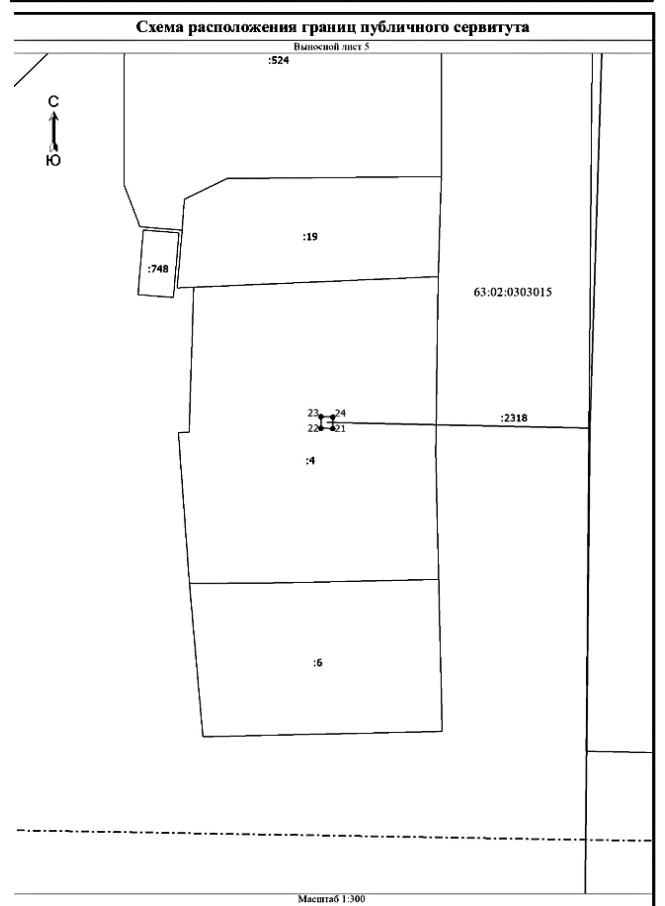 Схема расположения границ публичного сервитута
Выносной лист 5
:524
С
Ю
:19
:748
63:02:0303015
23 24
:2318
22 21
:4
:6
Масштаб 1:300